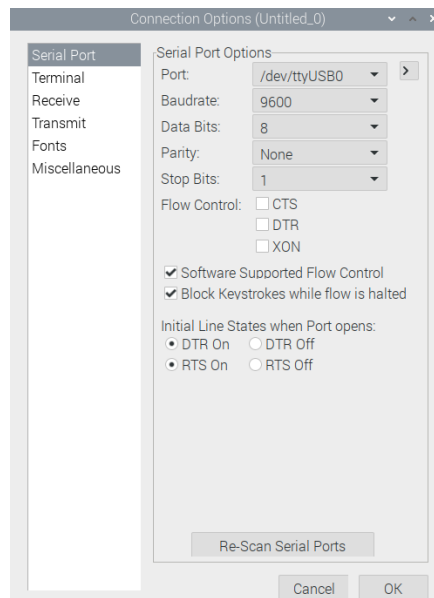 Connection Options (Untitled_0)
Serial Port
Terminal
Receive
Transmit
Fonts
Miscellaneous
Serial Port Options
Port: /dev/ttyUSB0 >
Baudrate: 9600
Data Bits: 8
Parity: None
Stop Bits: 1
Flow Control: CTS
DTR
XON
Software Supported Flow Control
Block Keystrokes while flow is halted
Initial Line States when Port opens:
DTR On DTR Off
RTS On RTS Off
Re-Scan Serial Ports
Cancel OK